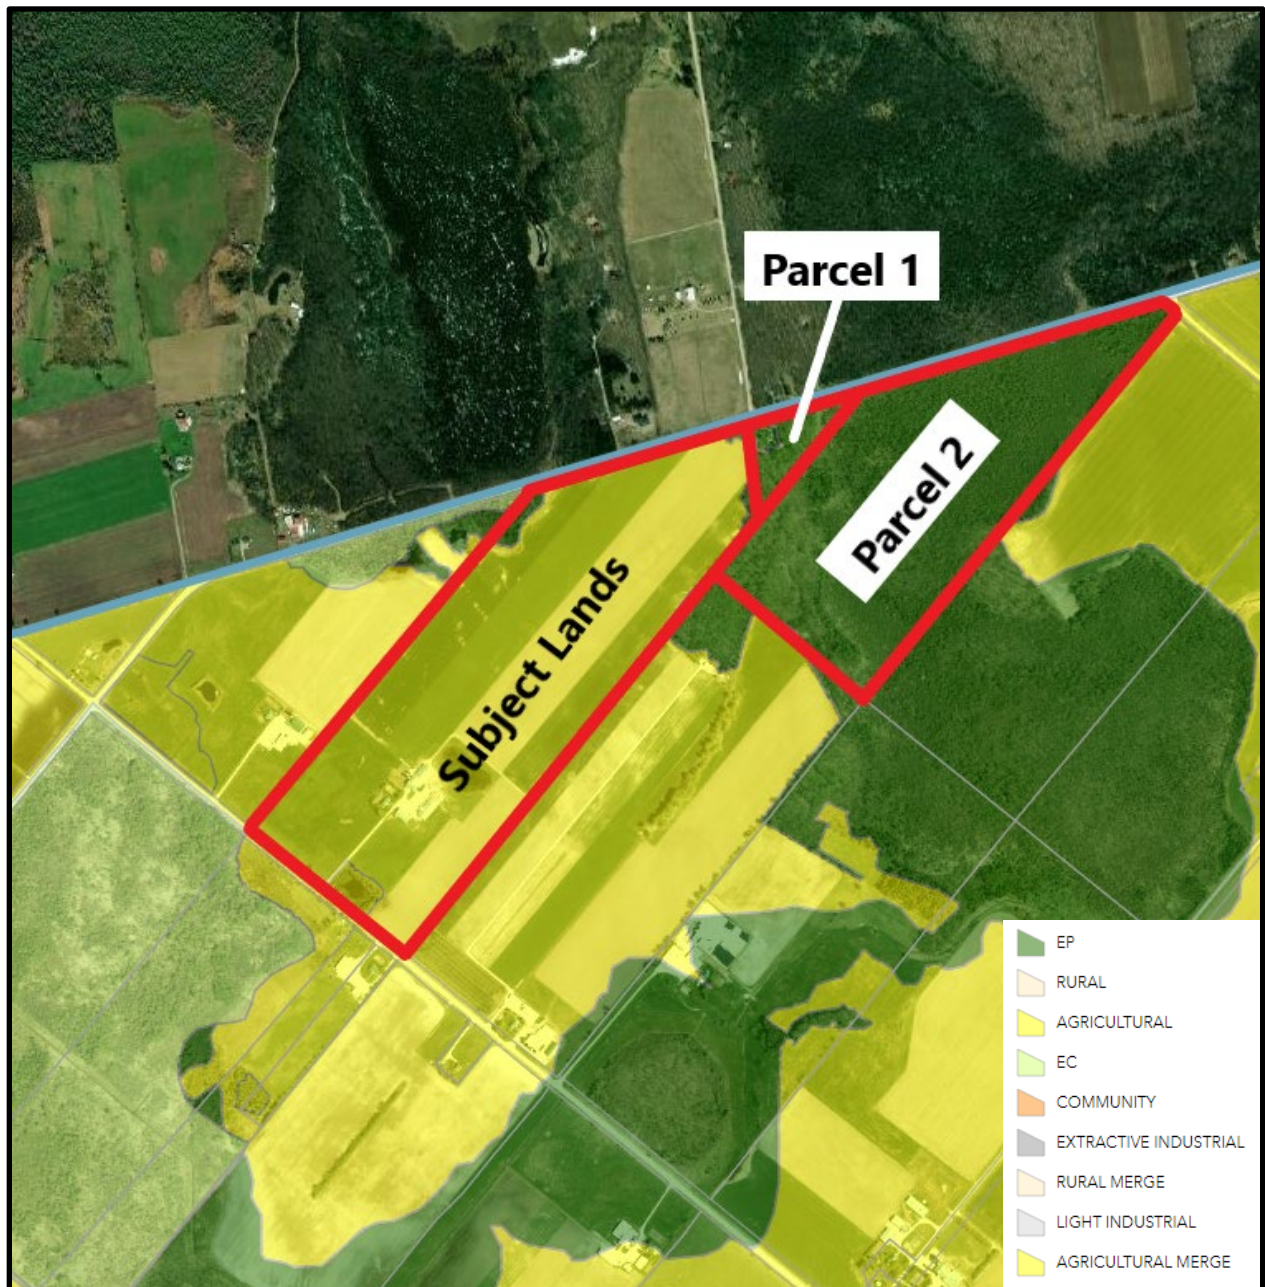 Parcel 1
Parcel 2
Subject Lands
EP
RURAL
AGRICULTURAL
EC
COMMUNITY
EXTRACTIVE INDUSTRIAL
RURAL MERGE
LIGHT INDUSTRIAL
AGRICULTURAL MERGE